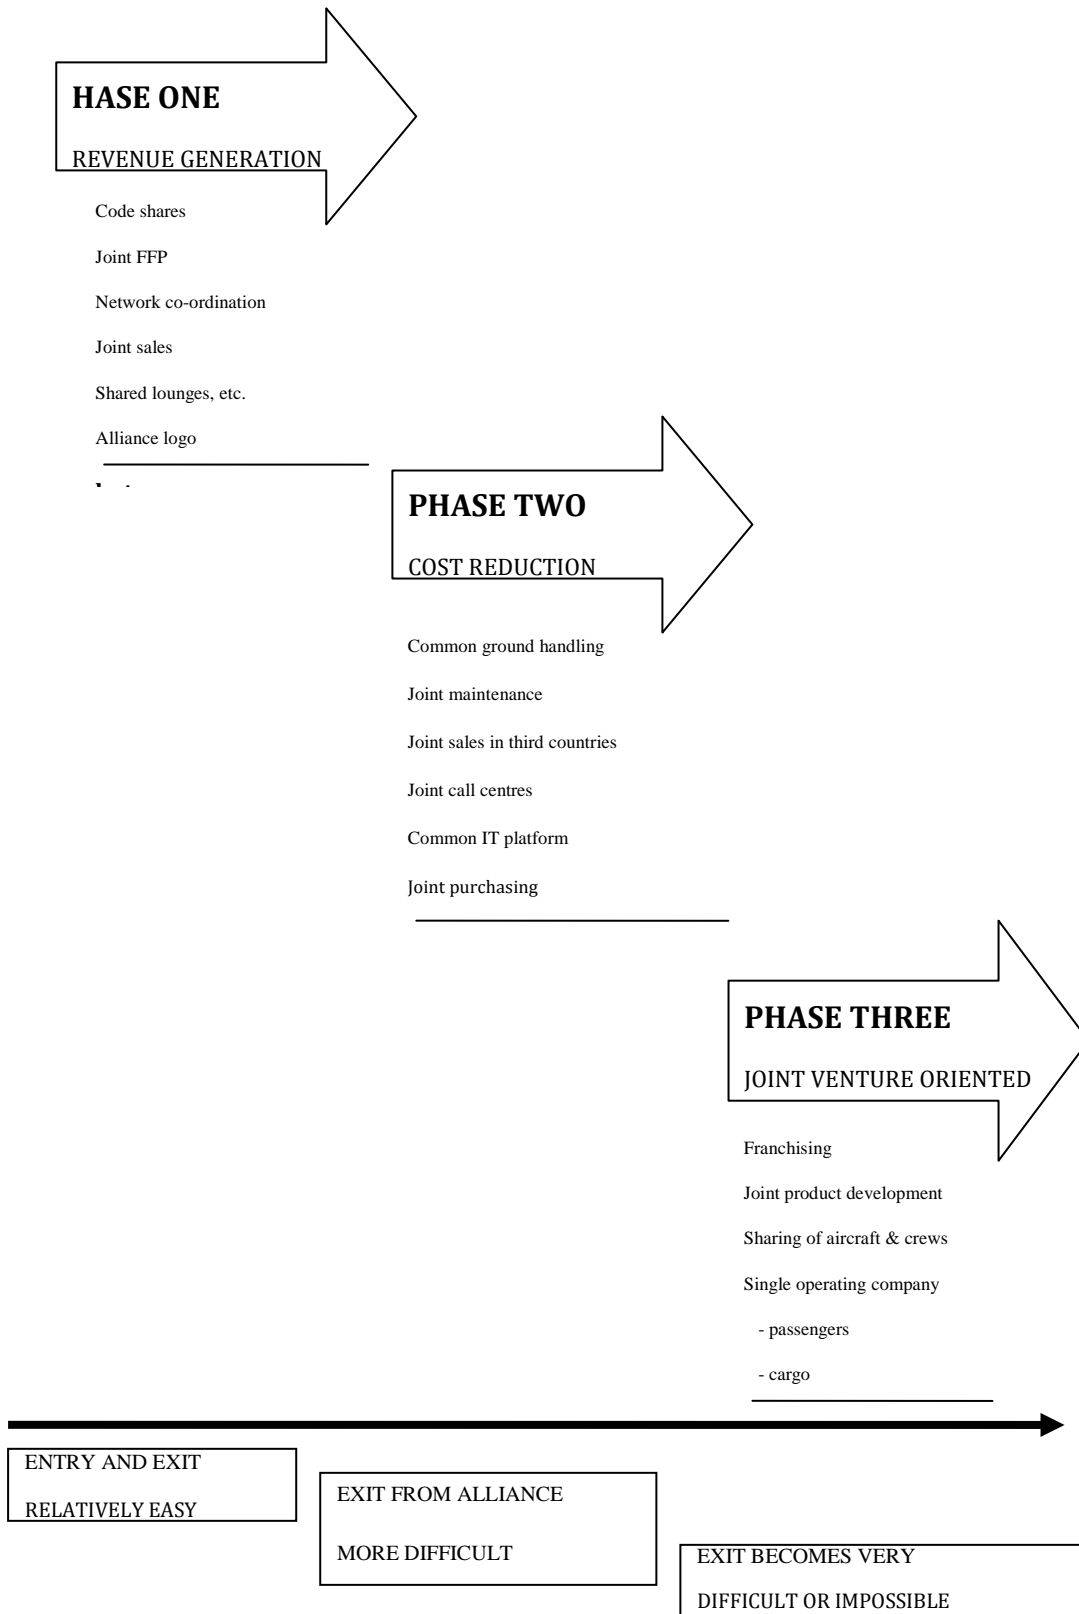 HASE ONE
REVENUE GENERATION
Code shares
Joint FFP
Network co-ordination
Joint sales
Shared lounges, etc.
Alliance logo
PHASE TWO
COST REDUCTION
Common ground handling
Joint maintenance
Joint sales in third countries
Joint call centres
Common IT platform
Joint purchasing
PHASE THREE
JOINT VENTURE ORIENTED
Franchising
Joint product development
Sharing of aircraft & crews
Single operating company
- passengers
- cargo
ENTRY AND EXIT
RELATIVELY EASY
EXIT FROM ALLIANCE
MORE DIFFICULT
EXIT BECOMES VERY
DIFFICULT OR IMPOSSIBLE